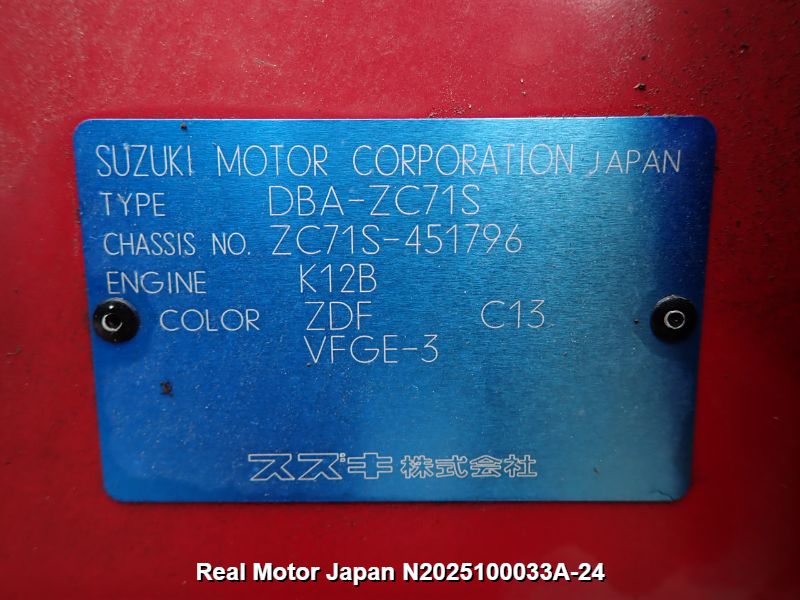 SUZUKI MOTOR CORPORATION JAPAN
TYPE DBA-ZC71S
CHASSIS NO. ZC71S-451796
ENGINE K12B
COLOR ZDF C13
VFGE-3
スズキ株式会社
Real Motor Japan N2025100033A-24